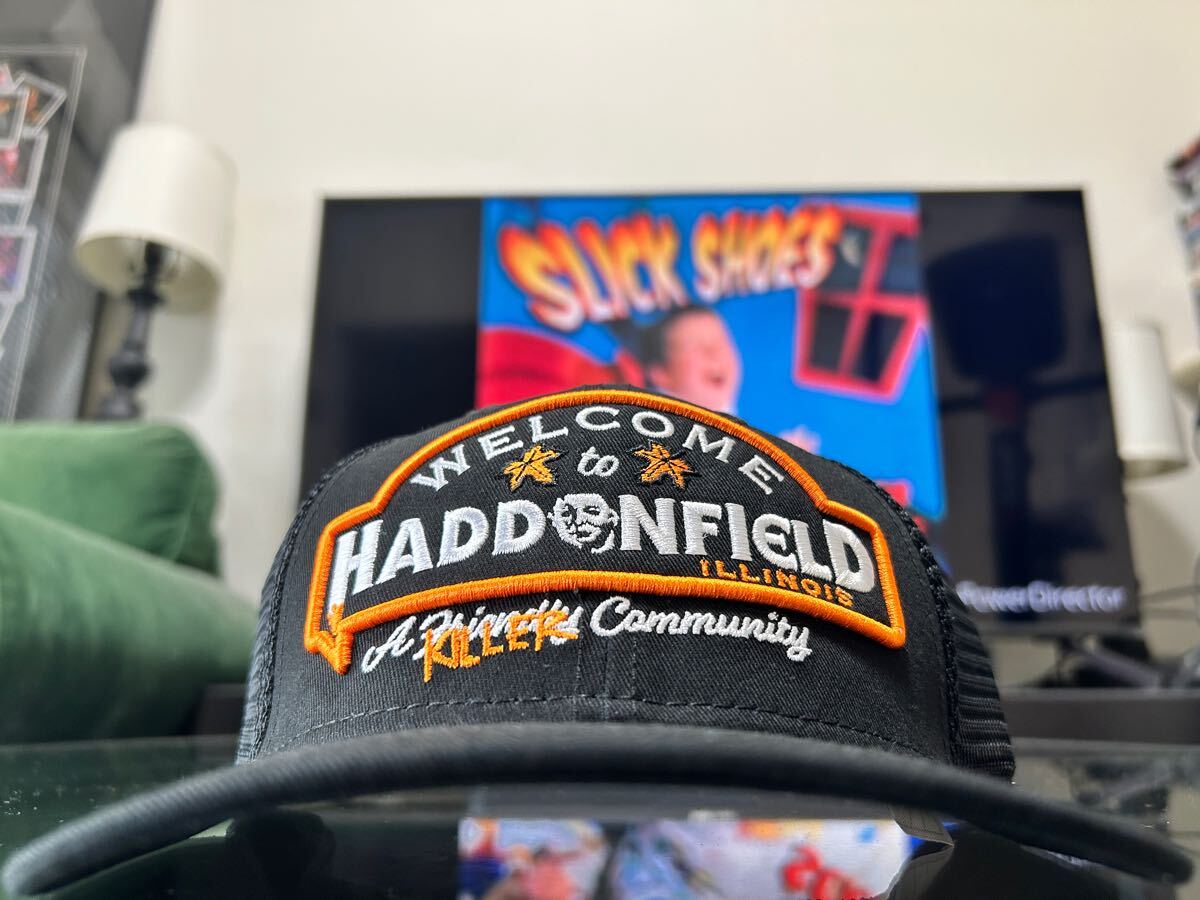 SLICK SHOES
WELCOME
to
HADDONFIELD
ILLINOIS
A Friendly Community
KILLER
PowerDirector